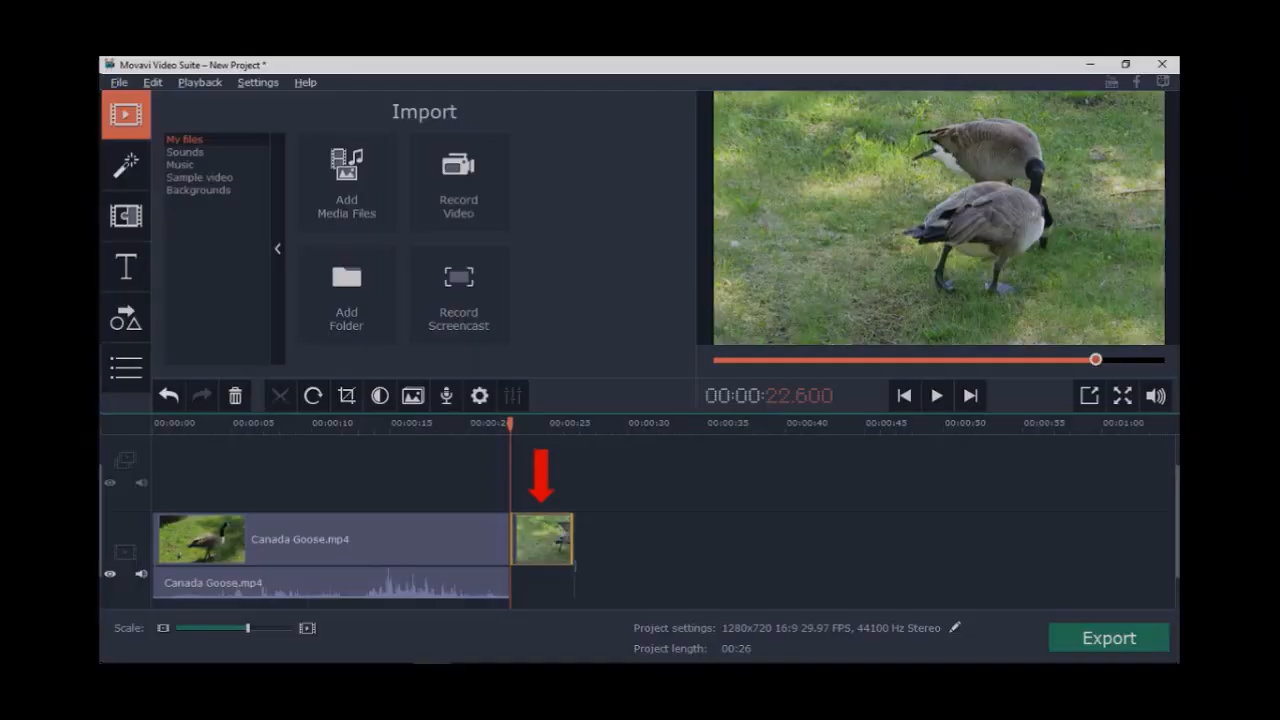 Movavi Video Suite – New Project *
File Edit Playback Settings Help
Import
My files
Sounds
Music
Sample video
Backgrounds
Add
Media Files
Record
Video
Add
Folder
Record
Screencast
T
00:00:22.600
00:00:00 00:00:05 00:00:10 00:00:15 00:00:2 00:00:25 00:00:30 00:00:35 00:00:40 00:00:45 00:00:50 00:00:55 00:01:00
Canada Goose.mp4
Canada Goose.mp4
Scale:
Project settings: 1280x720 16:9 29.97 FPS, 44100 Hz Stereo
Project length: 00:26
Export